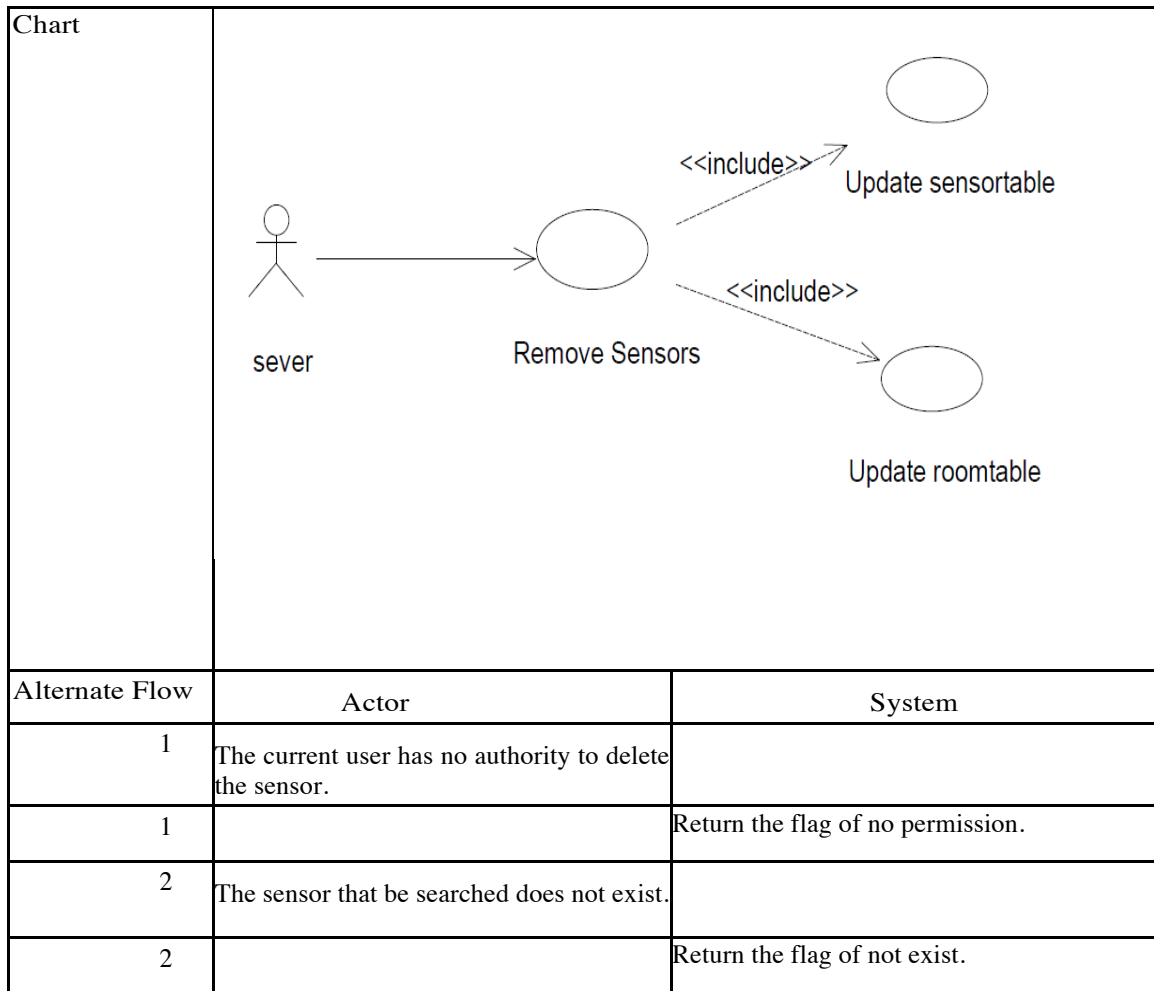 Chart
<<include>>
Update sensortable
<<include>>
sever
Remove Sensors
Update roomtable
Alternate Flow
Actor
System
1
The current user has no authority to delete
the sensor.
1
Return the flag of no permission.
2
The sensor that be searched does not exist.
2
Return the flag of not exist.